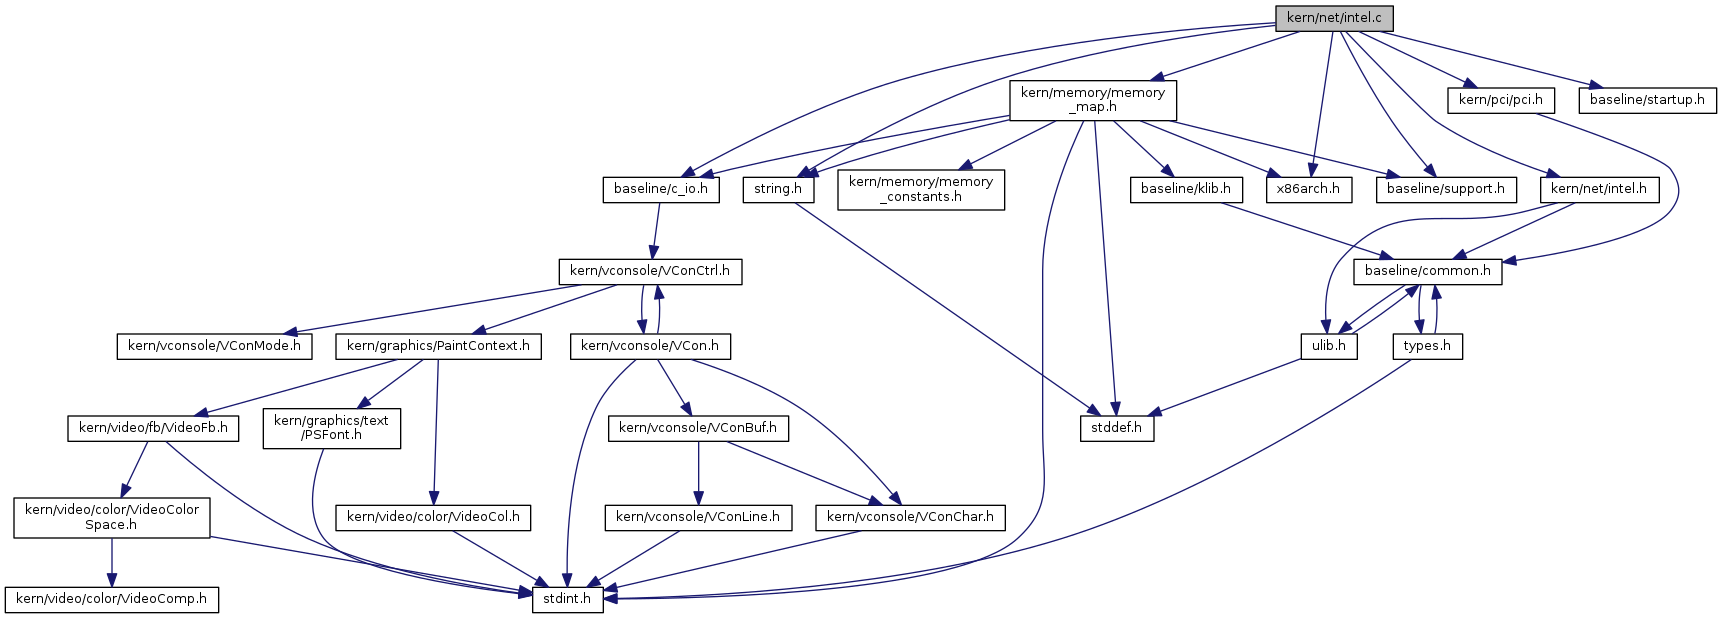 kern/net/intel.c
kern/memory/memory
_map.h
kern/pci/pci.h
baseline/startup.h
baseline/c_io.h
string.h
kern/memory/memory
_constants.h
baseline/klib.h
x86arch.h
baseline/support.h
kern/net/intel.h
kern/vconsole/VConCtrl.h
baseline/common.h
kern/vconsole/VConMode.h
kern/graphics/PaintContext.h
kern/vconsole/VCon.h
ulib.h
types.h
kern/video/fb/VideoFb.h
kern/graphics/text
/PSFont.h
kern/vconsole/VConBuf.h
stddef.h
kern/video/color/VideoColor
Space.h
kern/video/color/VideoCol.h
kern/vconsole/VConLine.h
kern/vconsole/VConChar.h
kern/video/color/VideoComp.h
stdint.h